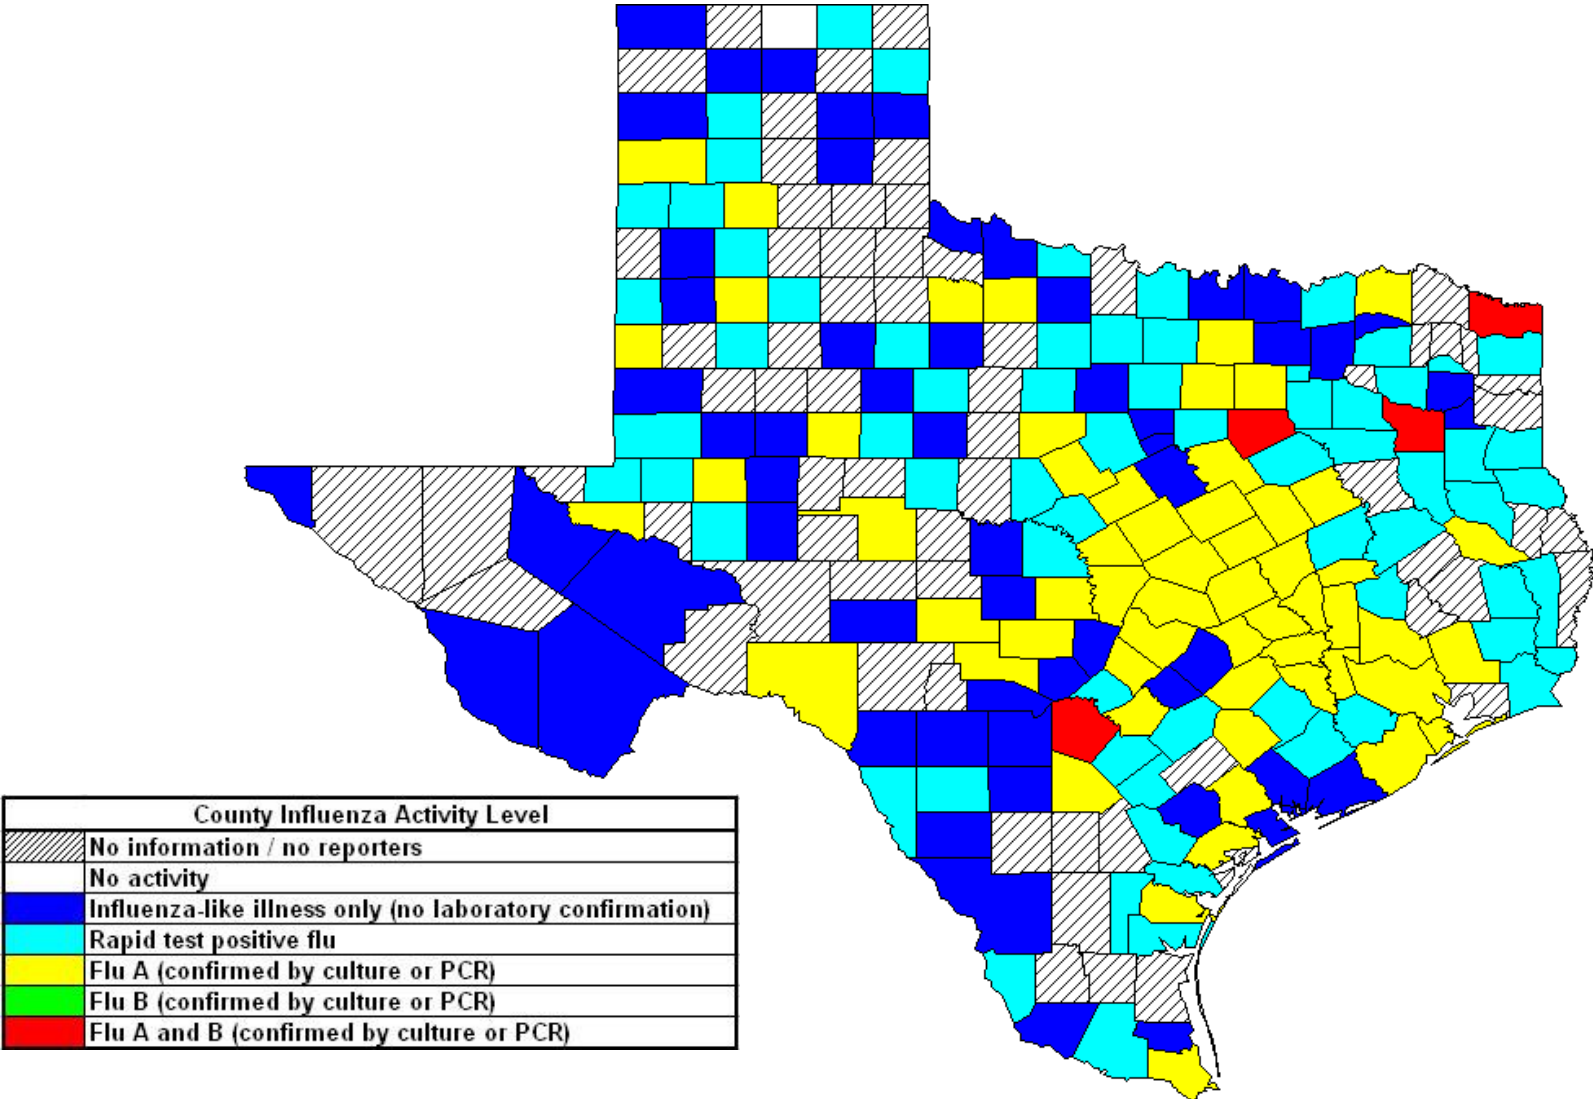 County Influenza Activity Level
No information / no reporters
No activity
Influenza-like illness only (no laboratory confirmation)
Rapid test positive flu
Flu A (confirmed by culture or PCR)
Flu B (confirmed by culture or PCR)
Flu A and B (confirmed by culture or PCR)